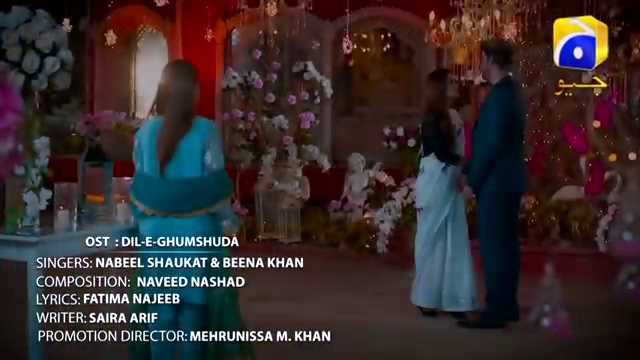 جیو
OST : DIL-E-GHUMSHUDA
SINGERS: NABEEL SHAUKAT & BEENA KHAN
COMPOSITION: NAVEED NASHAD
LYRICS: FATIMA NAJEEB
WRITER: SAIRA ARIF
PROMOTION DIRECTOR: MEHRUNISSA M. KHAN